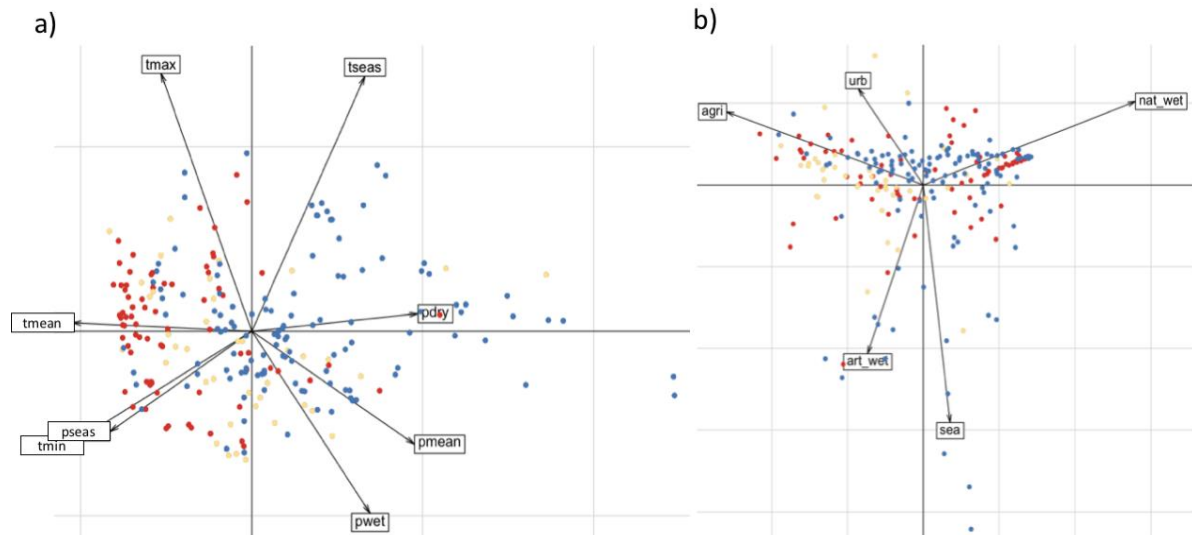 a)
tmax
tseas
tmean
pdry
pseas
tmin
pmean
pwet
b)
urb
agri
nat_wet
art_wet
sea